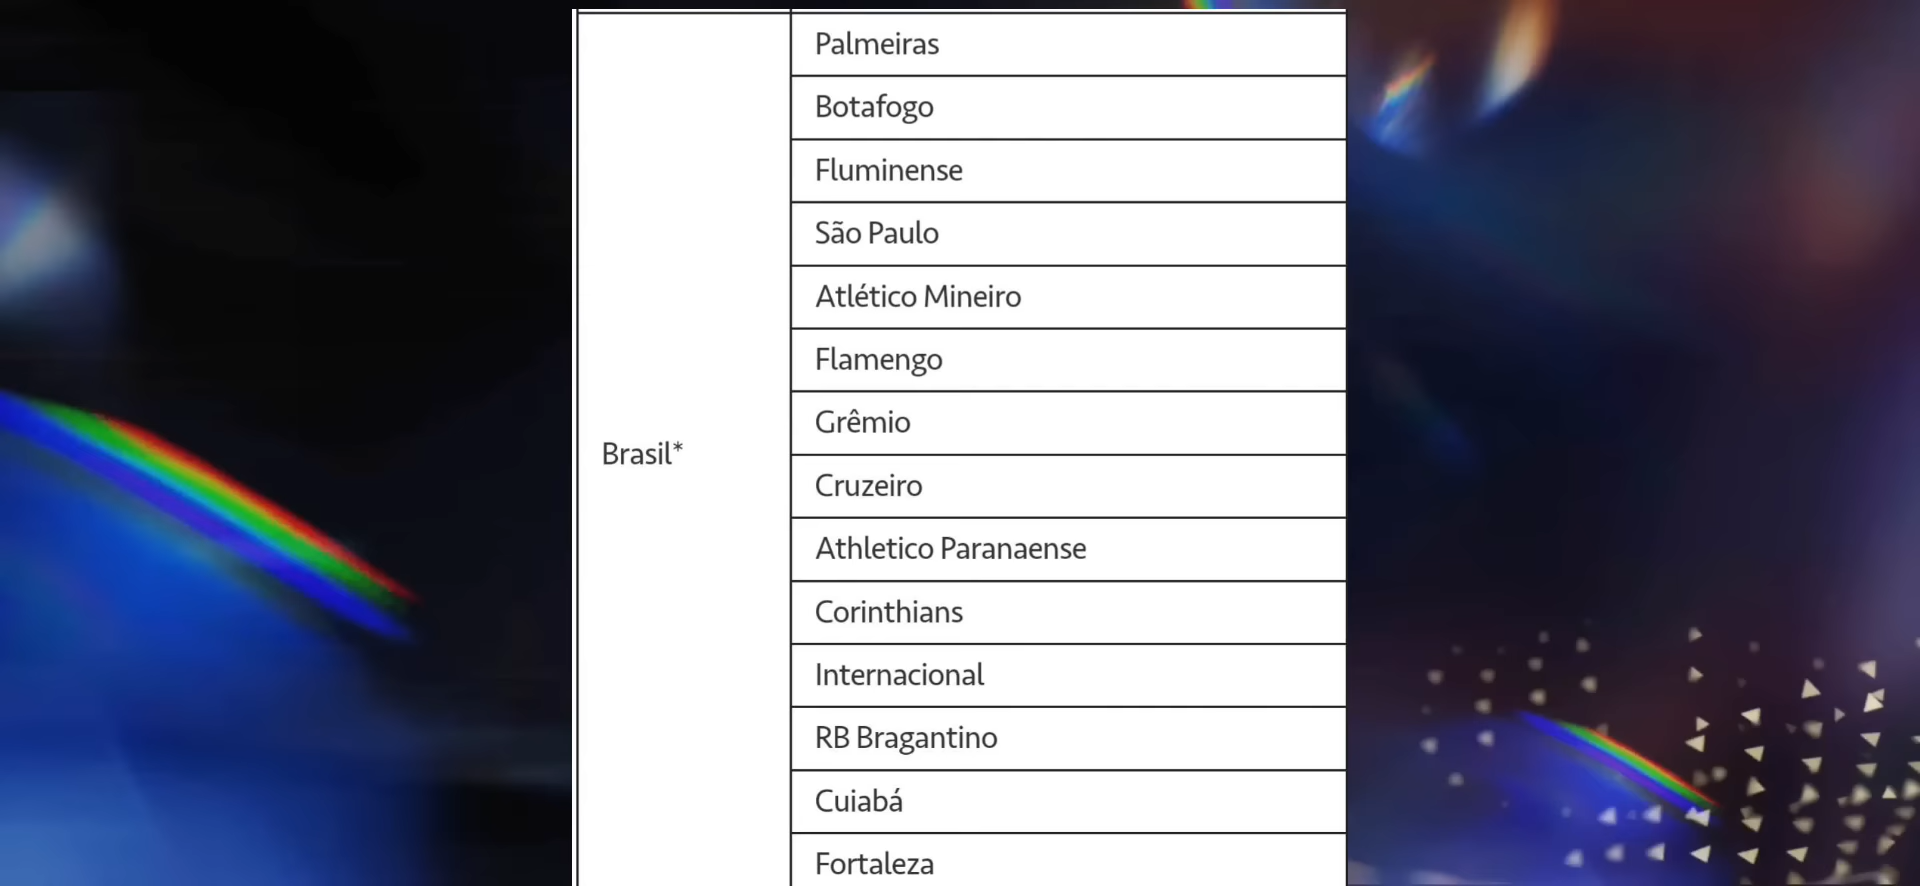 Palmeiras
Botafogo
Fluminense
São Paulo
Atlético Mineiro
Flamengo
Grêmio
Brasil*
Cruzeiro
Athletico Paranaense
Corinthians
Internacional
RB Bragantino
Cuiabá
Fortaleza